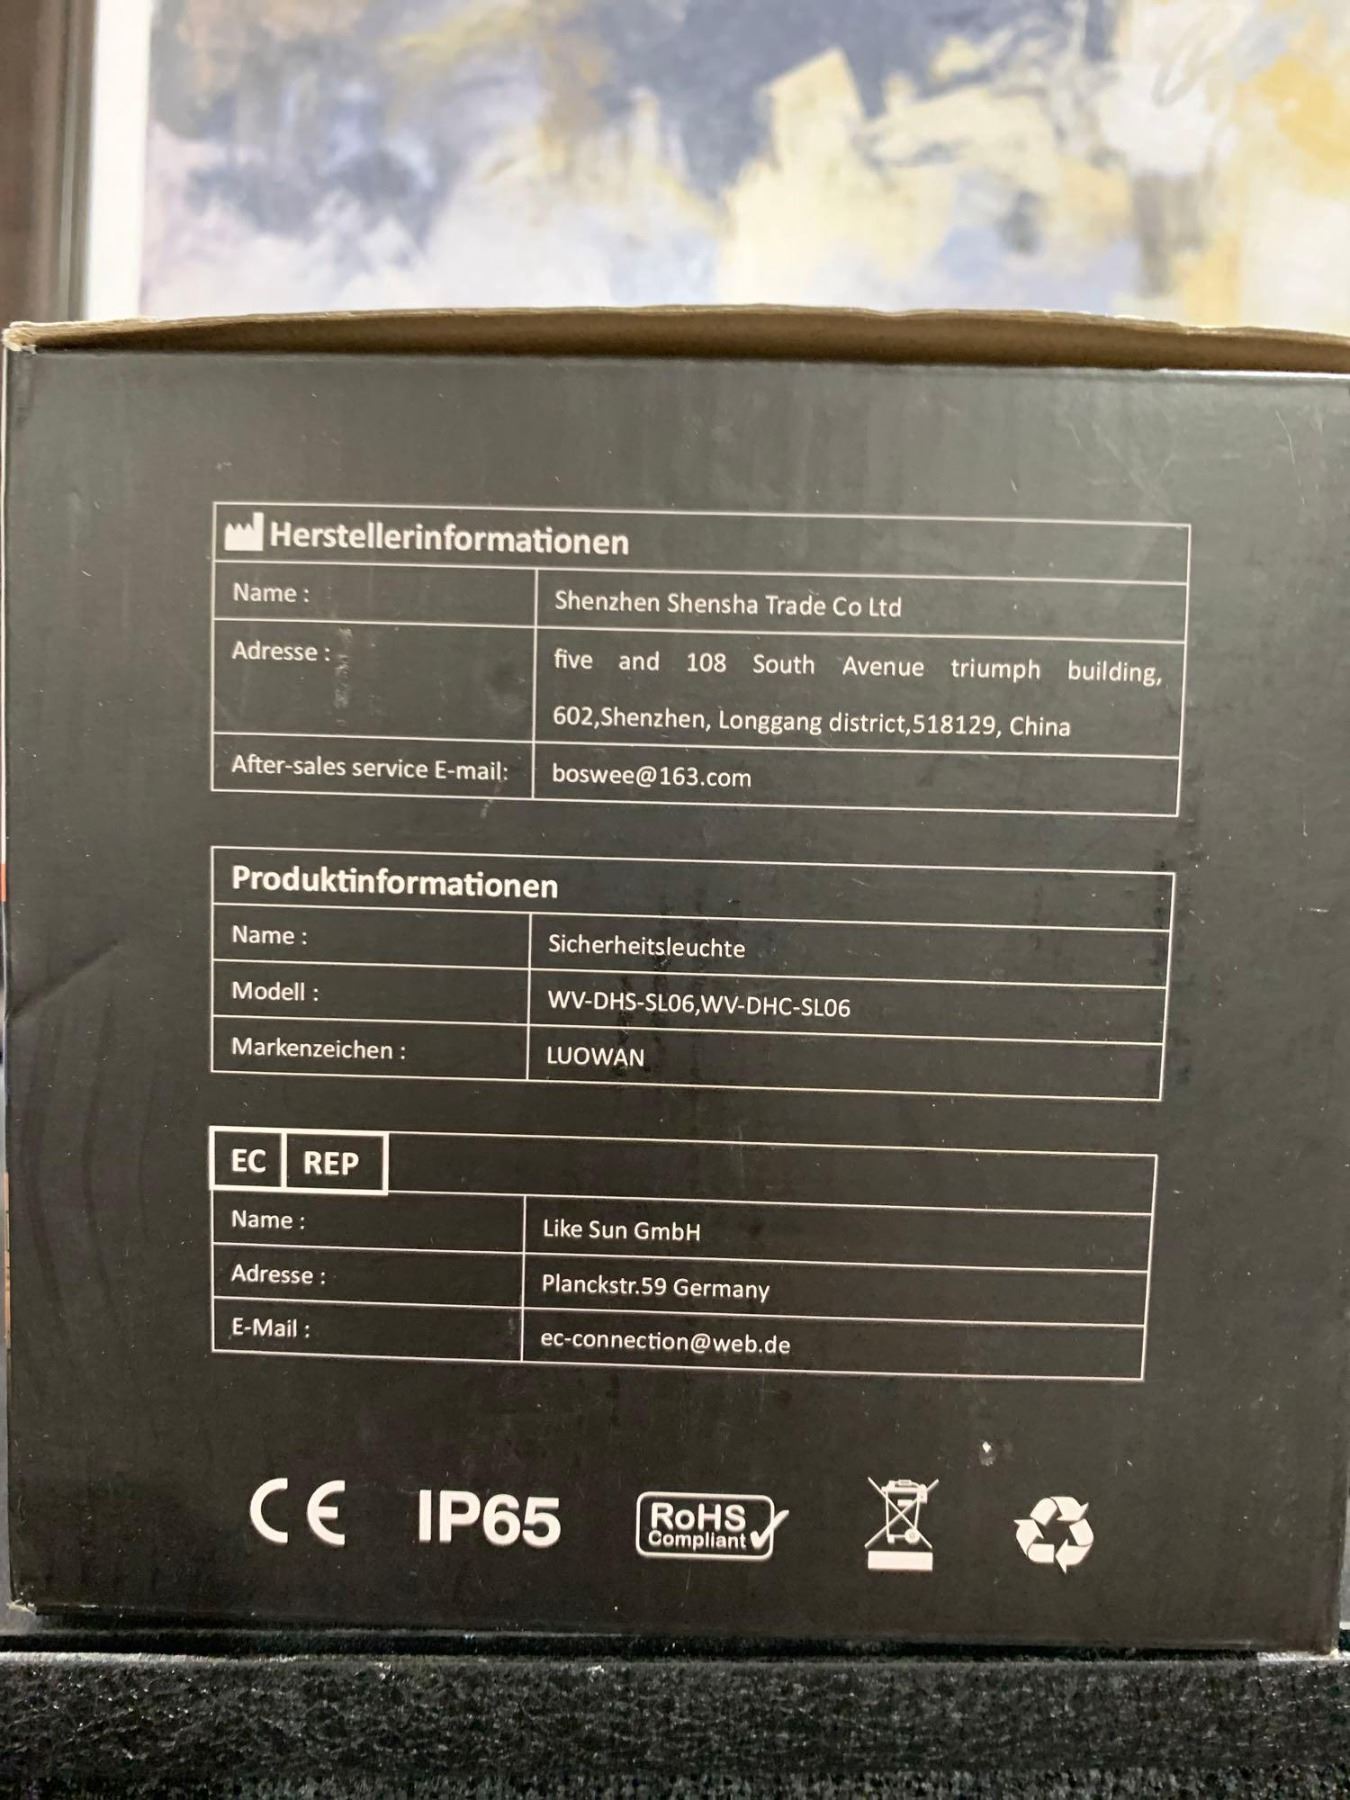 Herstellerinformationen
Name : Shenzhen Shensha Trade Co Ltd
Adresse : five and 108 South Avenue triumph building,
602,Shenzhen, Longgang district,518129, China
After-sales service E-mail: boswee@163.com
Produktinformationen
Name : Sicherheitsleuchte
Modell : WV-DHS-SL06,WV-DHC-SL06
Markenzeichen : LUOWAN
EC REP
Name : Like Sun GmbH
Adresse : Planckstr.59 Germany
E-Mail : ec-connection@web.de
CE IP65 RoHS
Compliant